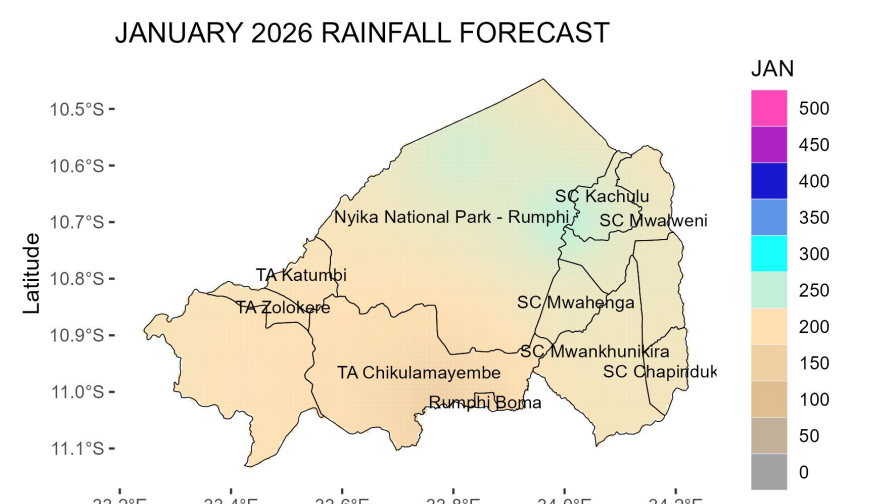 JANUARY 2026 RAINFALL FORECAST
JAN
500
450
400
350
300
250
200
150
100
50
0
Latitude
10.5°S
10.6°S
10.7°S
10.8°S
10.9°S
11.0°S
11.1°S
SC Kachulu
Nyika National Park - Rumphi
SC Mwalweni
TA Katumbi
SC Mwahenga
TA Zolokere
SC Mwankhunikira
TA Chikulamayembe
SC Chapinduk
Rumphi Boma